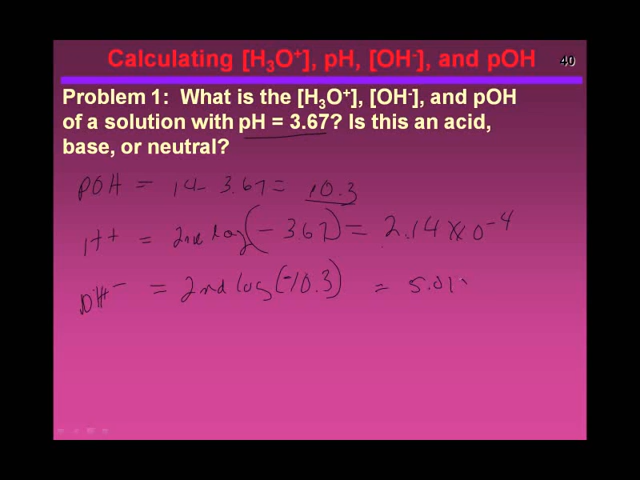 Calculating [H₃O⁺], pH, [OH⁻], and pOH
40
Problem 1: What is the [H₃O⁺], [OH⁻], and pOH
of a solution with pH = 3.67? Is this an acid,
base, or neutral?
pOH = 14 - 3.67 = 10.3
H+ = 2nd log (- 367) = 2.14 x 10⁻⁴
OH⁻ = 2nd log (-10.3) = 5.01